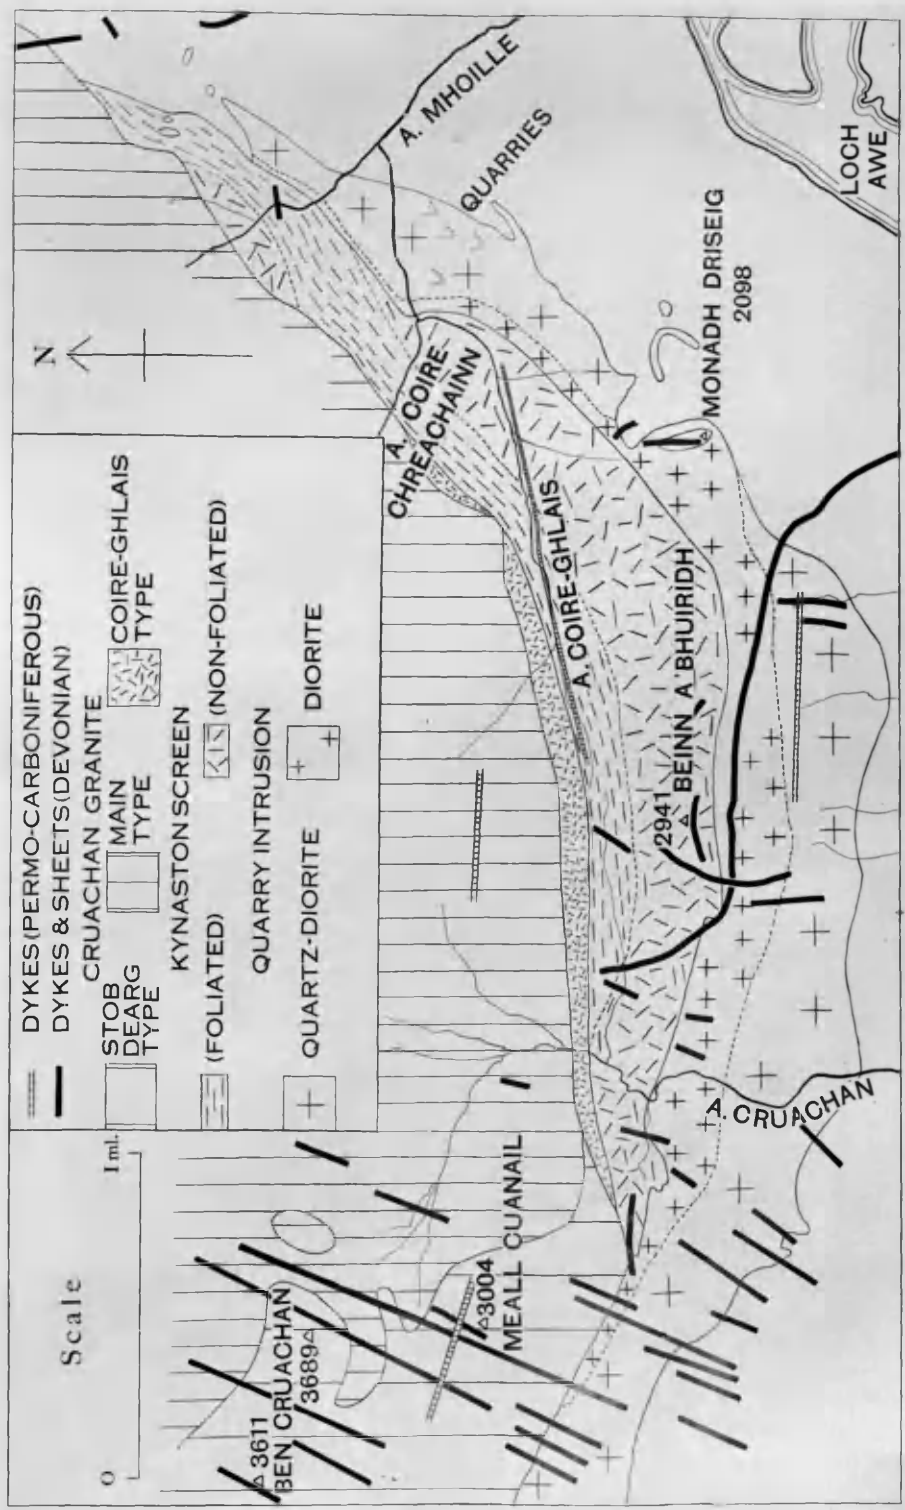 Scale
0 1ml.
DYKES (PERMO-CARBONIFEROUS)
DYKES & SHEETS (DEVONIAN)
CRUACHAN GRANITE
STOB
DEARG
TYPE
MAIN
TYPE
COIRE-GHLAIS
TYPE
KYNASTON SCREEN
(FOLIATED)
(NON-FOLIATED)
QUARRY INTRUSION
QUARTZ-DIORITE
DIORITE
N
3611
BEN CRUACHAN
3689
3004
MEALL CUANAIL
A. CRUACHAN
2941
BEINN A'BHUIRIDH
A. COIRE-GHLAIS
A. COIRE-
CHREACHAINN
A. MHOILLE
QUARRIES
MONADH DRISEIG
2098
LOCH
AWE